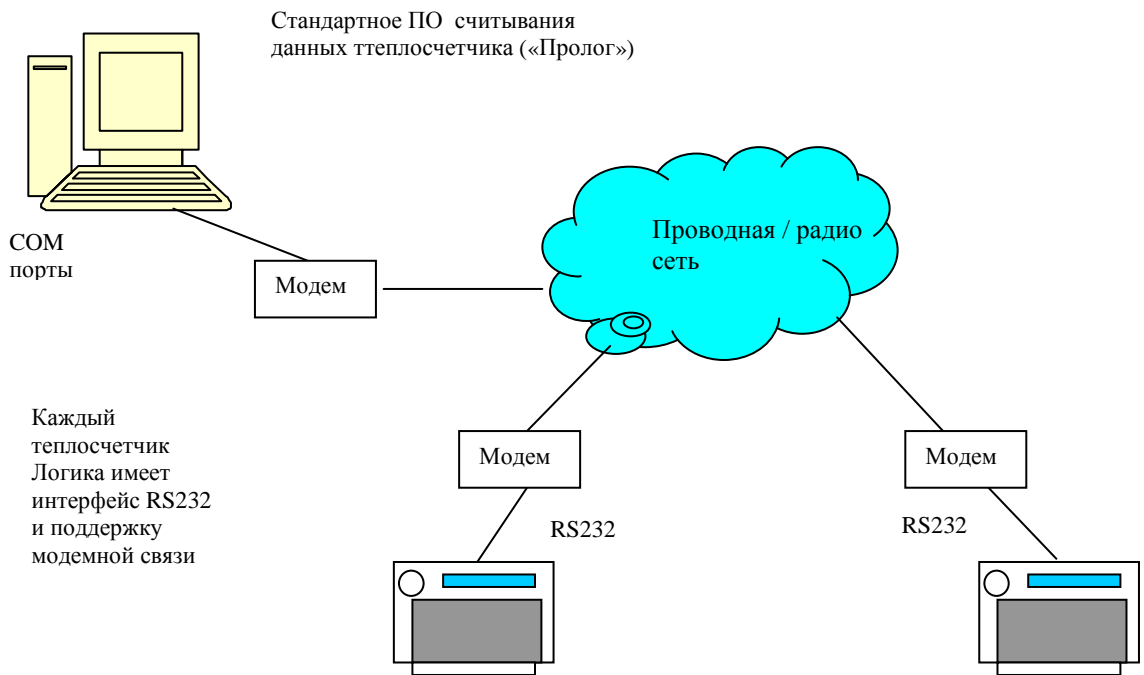 Стандартное ПО считывания
данных ттеплосчетчика («Пролог»)
Проводная / радио
сеть
COM
порты
Модем
Каждый
теплосчетчик
Логика имеет
интерфейс RS232
и поддержку
модемной связи
Модем
Модем
RS232
RS232